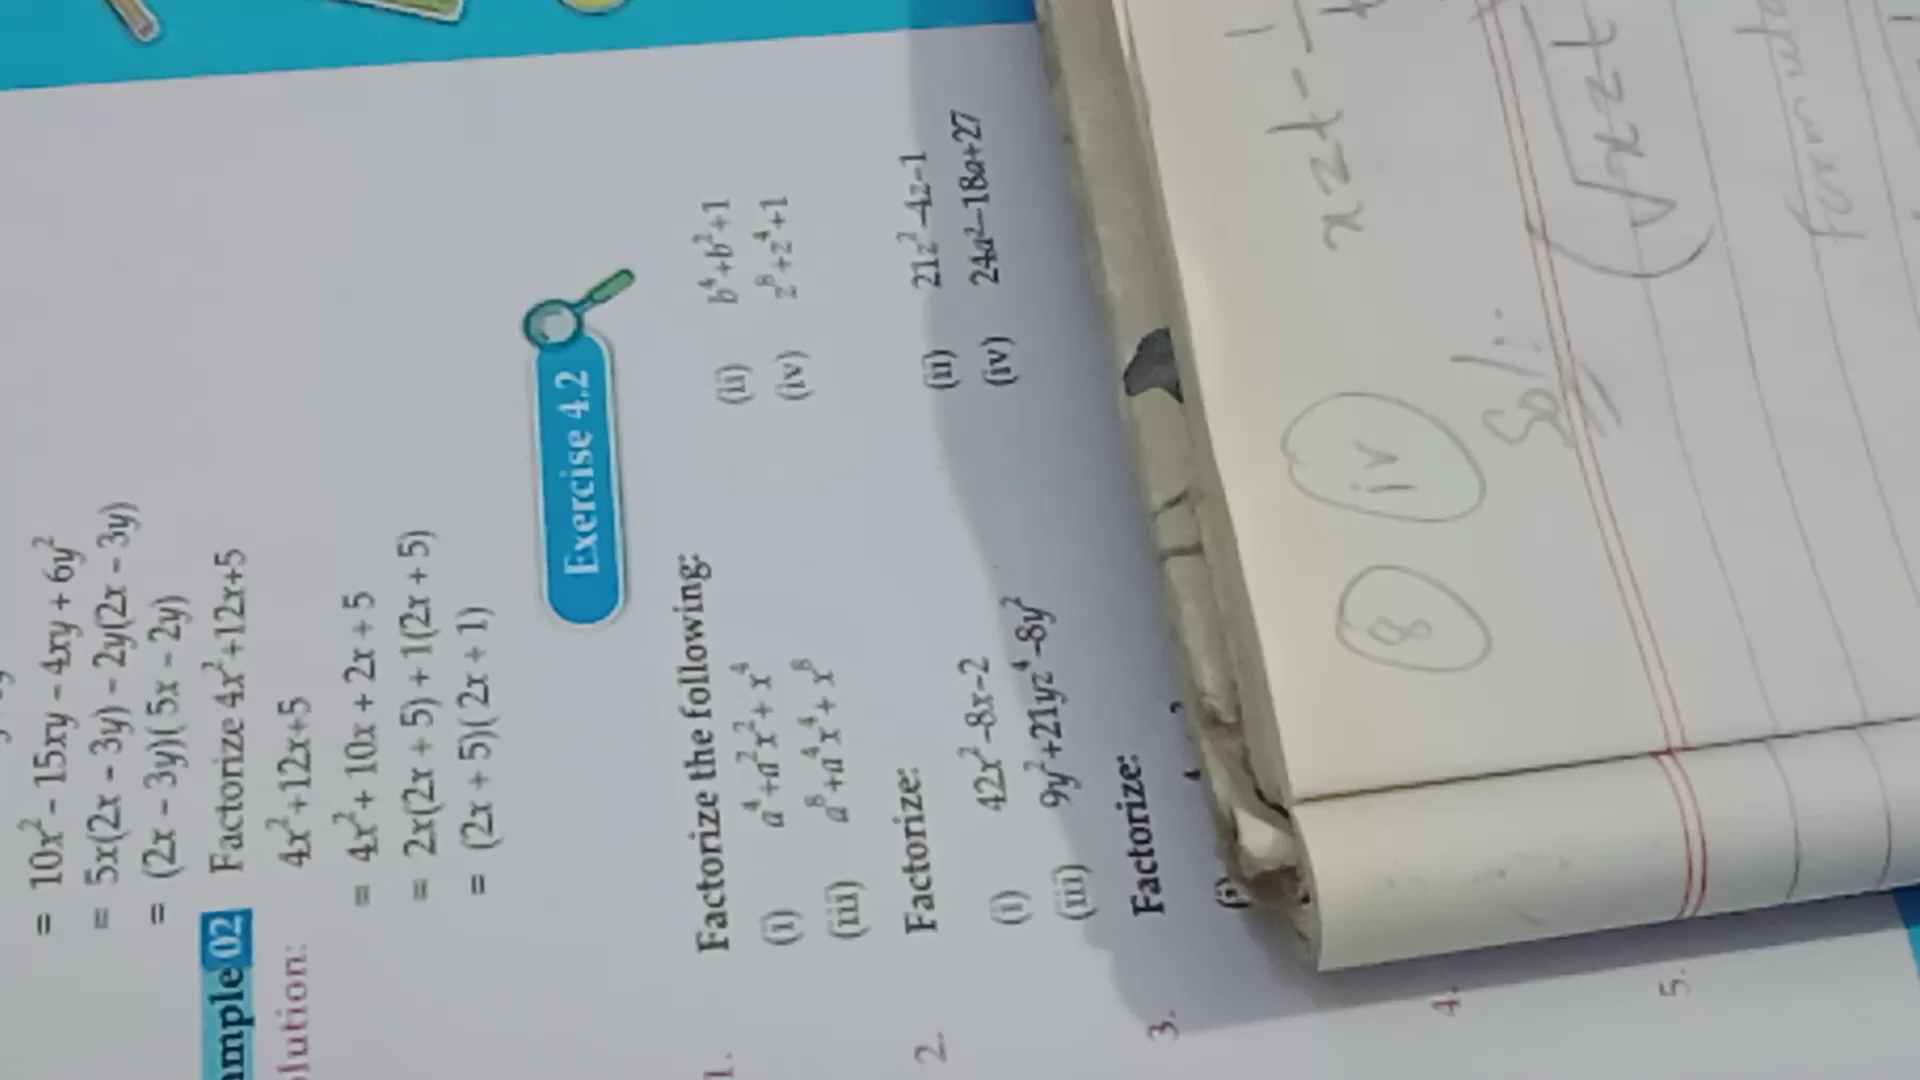 = 10x² - 15xy - 4xy + 6y²
= 5x(2x - 3y) - 2y(2x - 3y)
= (2x - 3y)( 5x - 2y)
ample 02 Factorize 4x²+12x+5
lution: 4x²+12x+5
= 4x²+ 10x + 2x + 5
= 2x(2x + 5) + 1(2x + 5)
= (2x + 5)( 2x + 1)
Exercise 4.2
1. Factorize the following:
(i) a⁴+a²x²+x⁴ (ii) b⁴+b²+1
(iii) a⁸+a⁴x⁴+x⁸ (iv) z⁸+z⁴+1
2. Factorize:
(i) 42x²-8x-2 (ii) 21z²-4z-1
(iii) 9y²+21yz⁴-8y² (iv) 24a²-18a+27
3. Factorize:
4.
5.
8 iv xzt -
Sol:
xzt